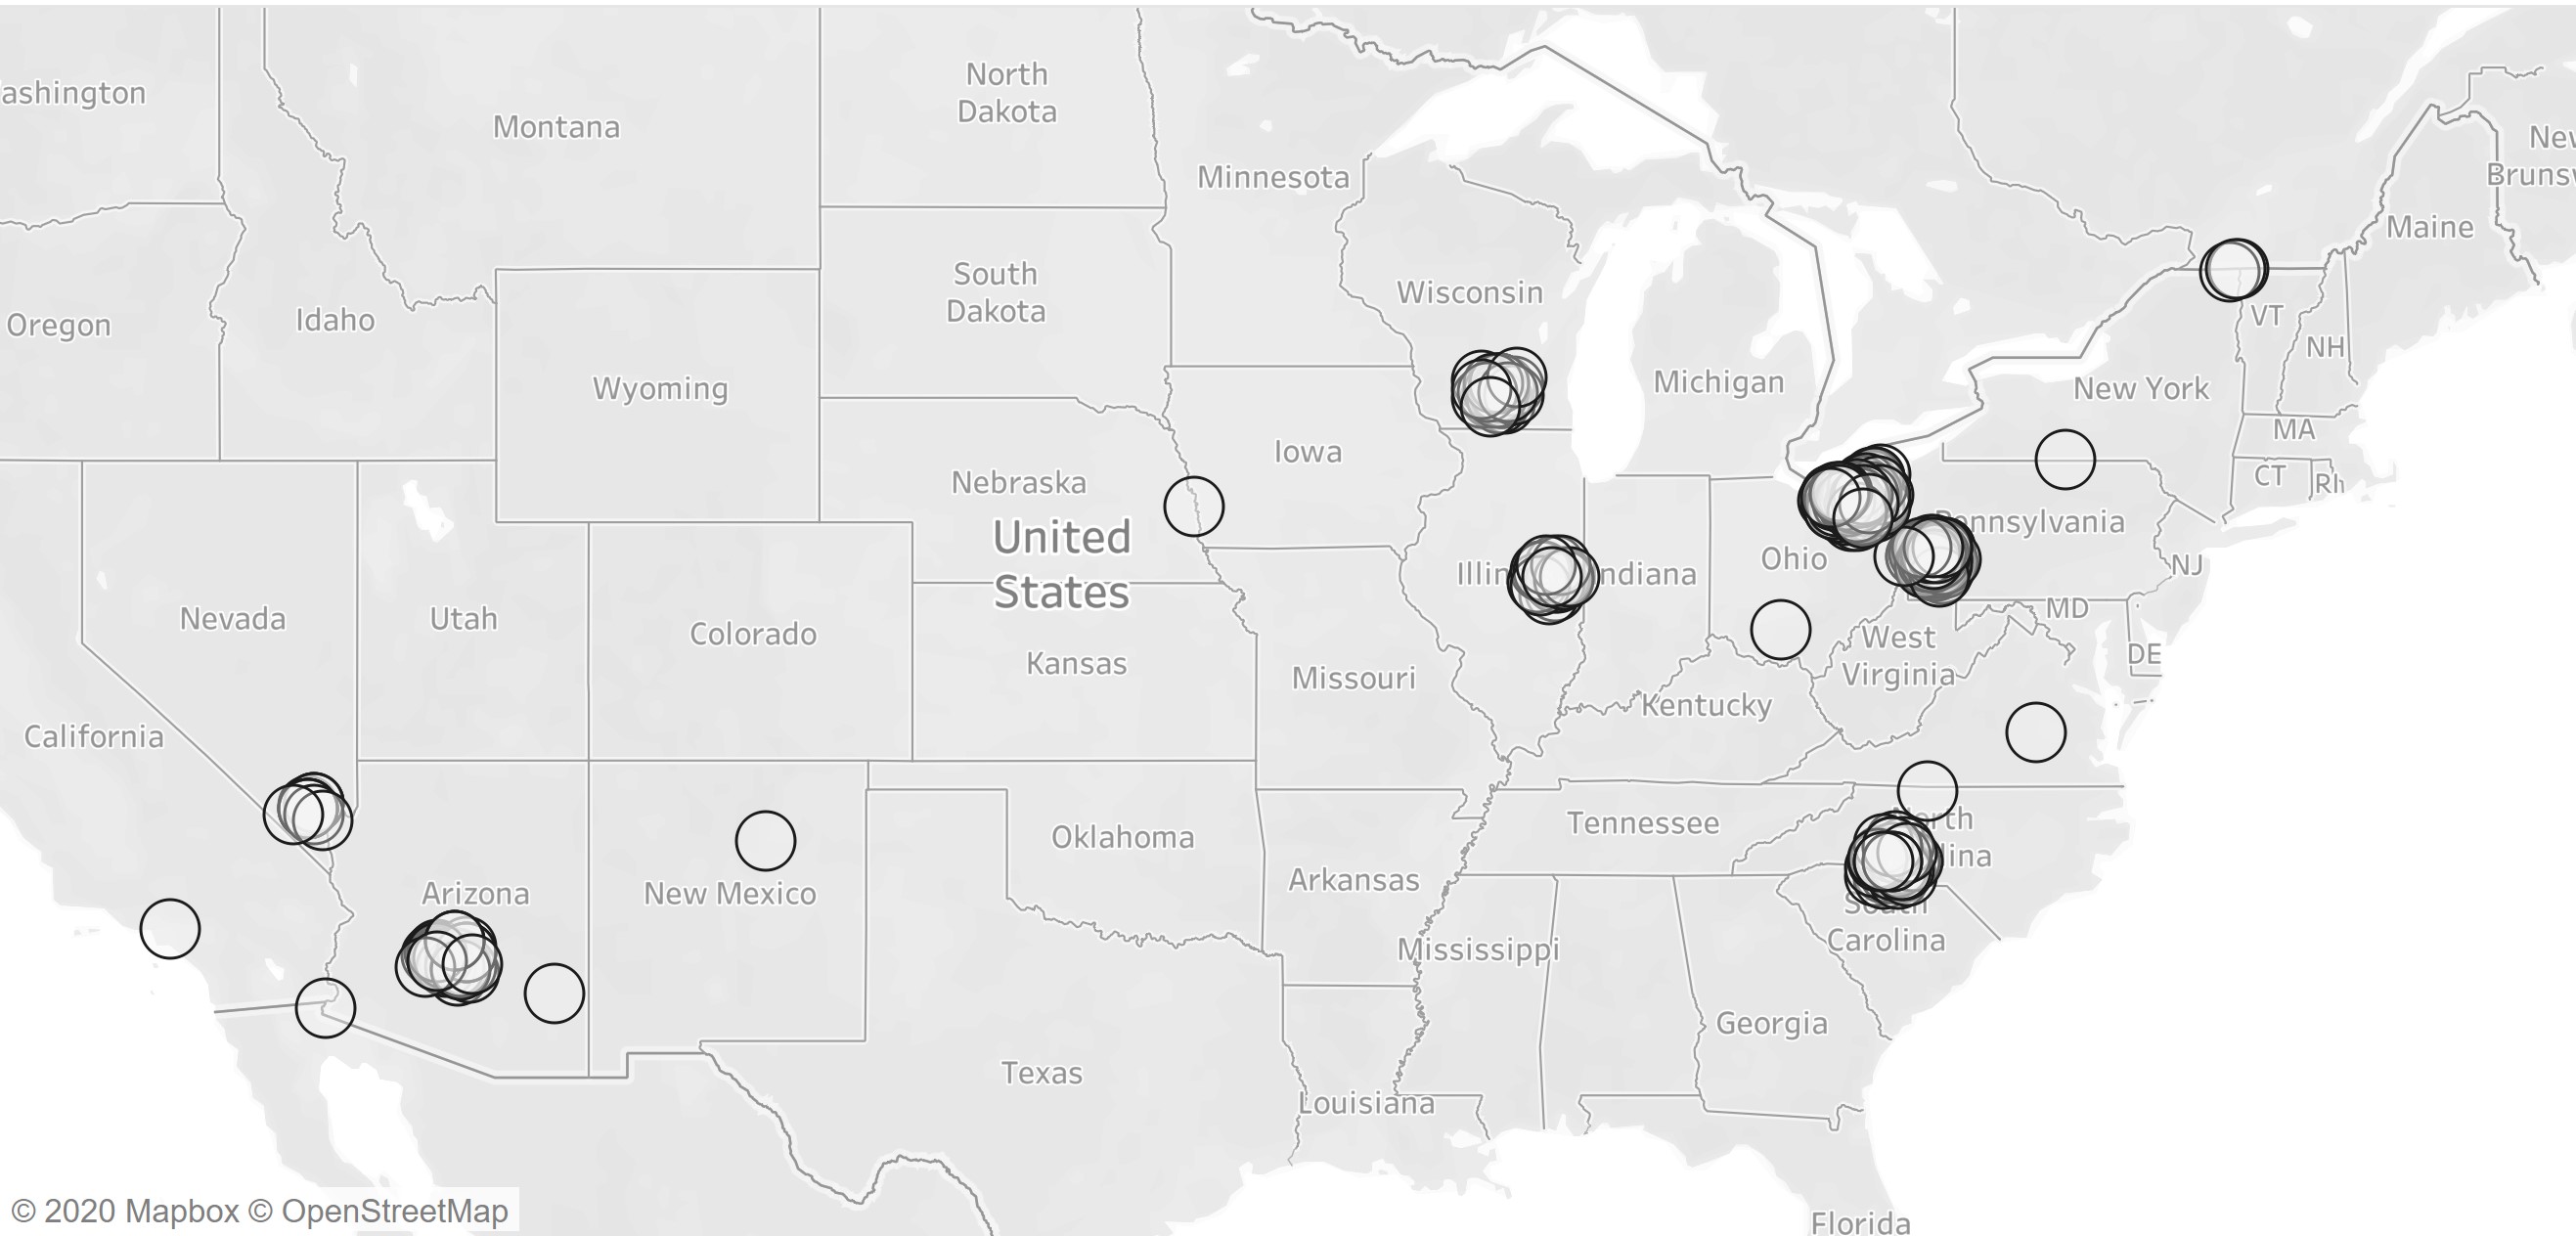 ashington
North
Dakota
Montana
Minnesota
New
Brunsw
Maine
South
Dakota
Wisconsin
Oregon
Idaho
VT
NH
Wyoming
Michigan
New York
MA
Iowa
Nebraska
CT
RI
United
States
Pennsylvania
Ohio
Illin
ndiana
NJ
Nevada
Utah
Colorado
MD
West
Virginia
DE
Kansas
Missouri
Kentucky
California
North
lina
Tennessee
Oklahoma
Arkansas
Arizona
New Mexico
South
Carolina
Mississippi
Georgia
Texas
Louisiana
© 2020 Mapbox © OpenStreetMap
Florida